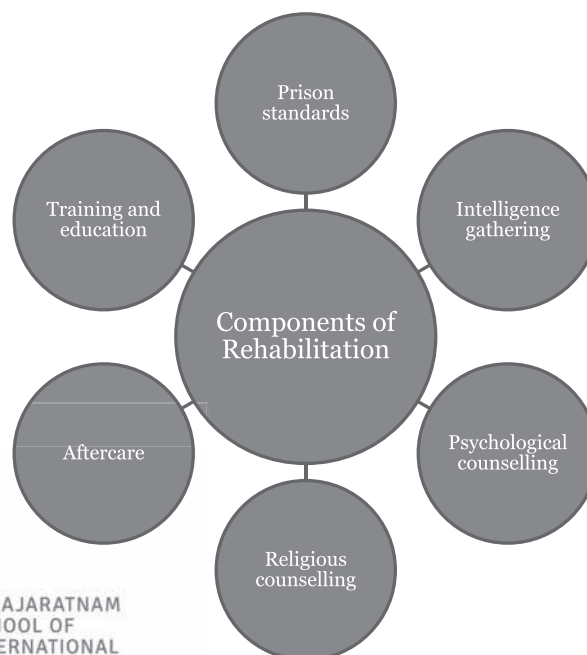 Prison
standards
Training and
education
Intelligence
gathering
Components of
Rehabilitation
Aftercare
Psychological
counselling
Religious
counselling
AJARATNAM
OOL OF
ERNATIONAL